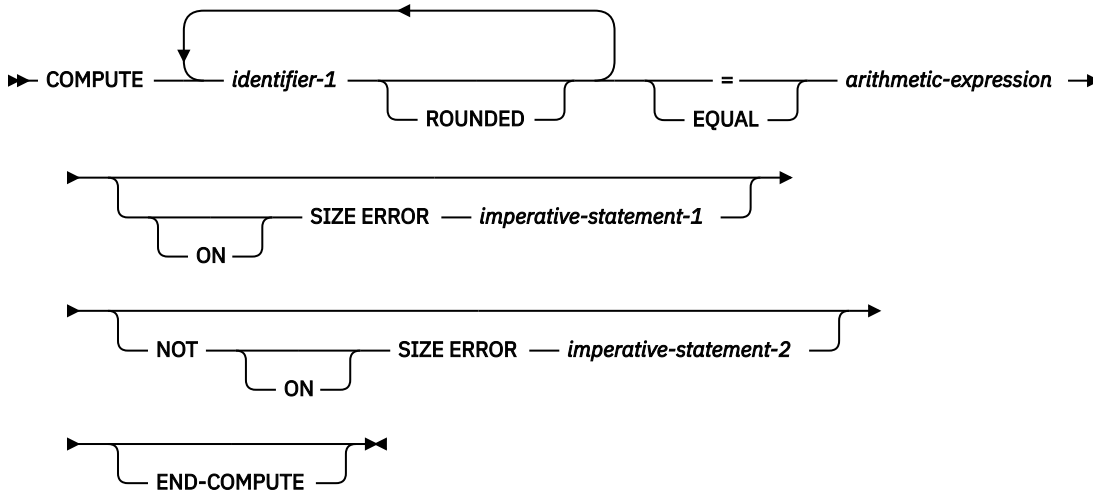 COMPUTE identifier-1 = arithmetic-expression
ROUNDED EQUAL
SIZE ERROR imperative-statement-1
ON
NOT SIZE ERROR imperative-statement-2
ON
END-COMPUTE